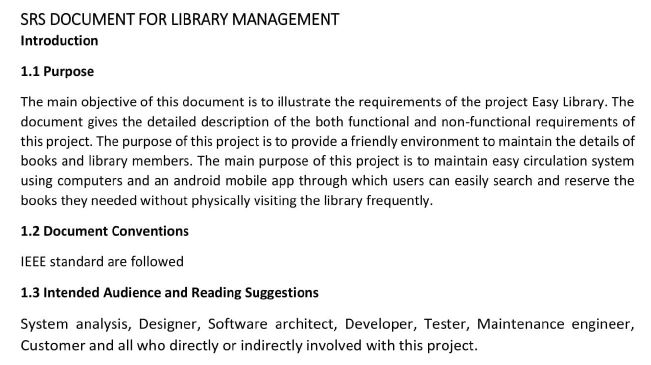 SRS DOCUMENT FOR LIBRARY MANAGEMENT
Introduction
1.1 Purpose
The main objective of this document is to illustrate the requirements of the project Easy Library. The
document gives the detailed description of the both functional and non-functional requirements of
this project. The purpose of this project is to provide a friendly environment to maintain the details of
books and library members. The main purpose of this project is to maintain easy circulation system
using computers and an android mobile app through which users can easily search and reserve the
books they needed without physically visiting the library frequently.
1.2 Document Conventions
IEEE standard are followed
1.3 Intended Audience and Reading Suggestions
System analysis, Designer, Software architect, Developer, Tester, Maintenance engineer,
Customer and all who directly or indirectly involved with this project.